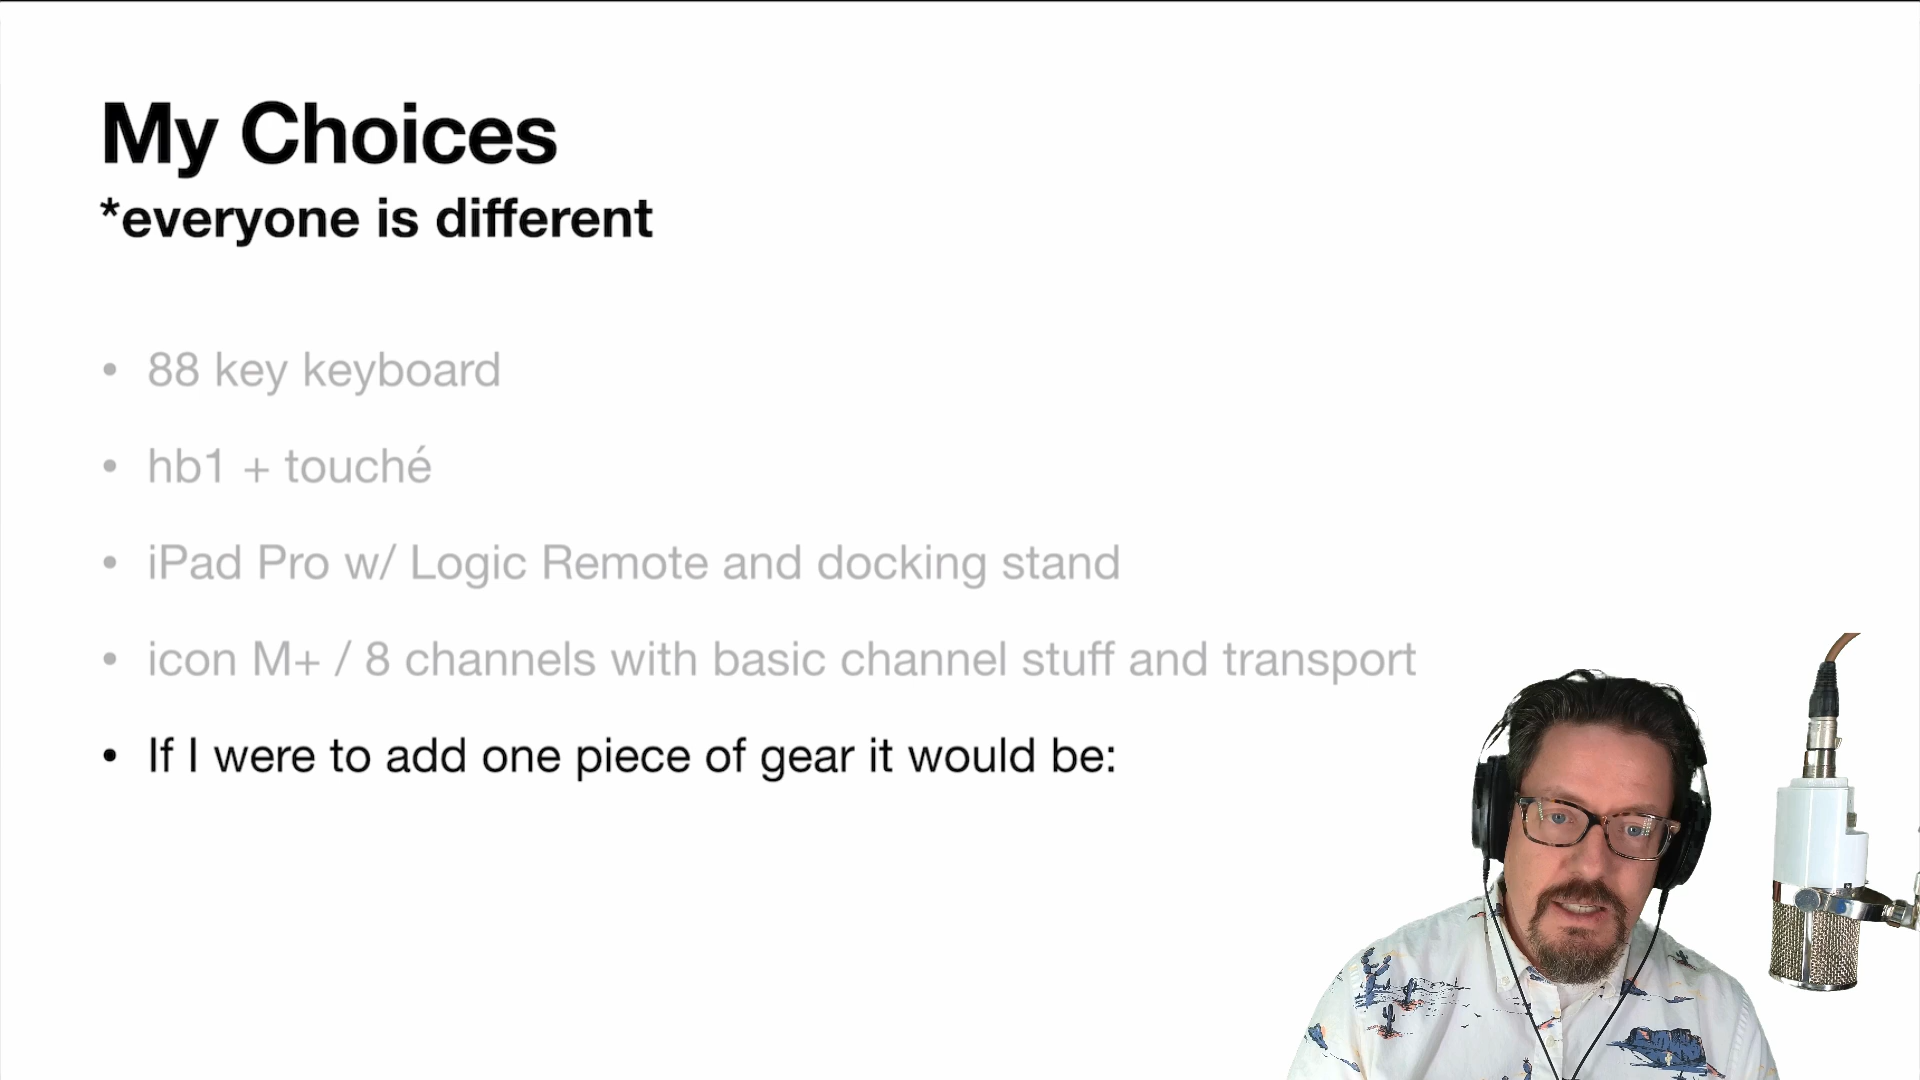 My Choices
*everyone is different
• 88 key keyboard
• hb1 + touché
• iPad Pro w/ Logic Remote and docking stand
• icon M+ / 8 channels with basic channel stuff and transport
• If I were to add one piece of gear it would be: